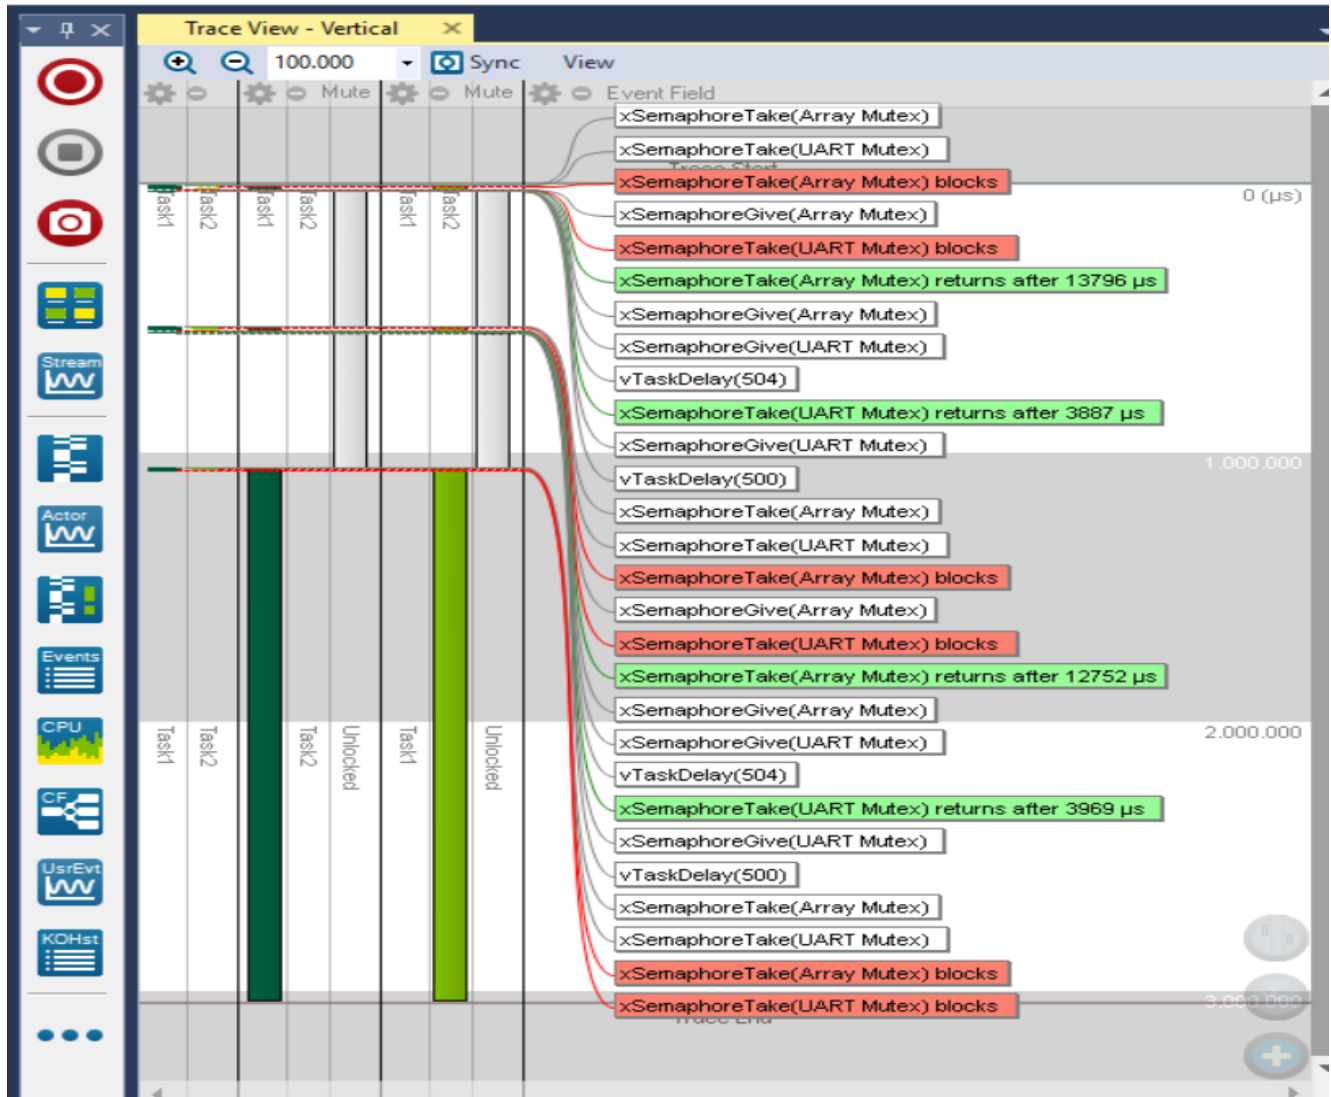 Trace View - Vertical
100.000
Sync
View
Mute
Mute
Event Field
xSemaphoreTake(Array Mutex)
xSemaphoreTake(UART Mutex)
Trace Start
xSemaphoreTake(Array Mutex) blocks
0 (µs)
Task1
Task2
Task1
Task2
Task1
Task2
xSemaphoreGive(Array Mutex)
xSemaphoreTake(UART Mutex) blocks
xSemaphoreTake(Array Mutex) returns after 13796 µs
xSemaphoreGive(Array Mutex)
xSemaphoreGive(UART Mutex)
Stream
vTaskDelay(504)
xSemaphoreTake(UART Mutex) returns after 3887 µs
xSemaphoreGive(UART Mutex)
1.000.000
vTaskDelay(500)
Actor
xSemaphoreTake(Array Mutex)
xSemaphoreTake(UART Mutex)
xSemaphoreTake(Array Mutex) blocks
xSemaphoreGive(Array Mutex)
Events
xSemaphoreTake(UART Mutex) blocks
xSemaphoreTake(Array Mutex) returns after 12752 µs
xSemaphoreGive(Array Mutex)
CPU
Task1
Task2
Task2
Unlocked
Task1
Unlocked
xSemaphoreGive(UART Mutex)
2.000.000
vTaskDelay(504)
CF
xSemaphoreTake(UART Mutex) returns after 3969 µs
xSemaphoreGive(UART Mutex)
UsrEvt
vTaskDelay(500)
xSemaphoreTake(Array Mutex)
KOHst
xSemaphoreTake(UART Mutex)
xSemaphoreTake(Array Mutex) blocks
xSemaphoreTake(UART Mutex) blocks
3.000.000
Trace End